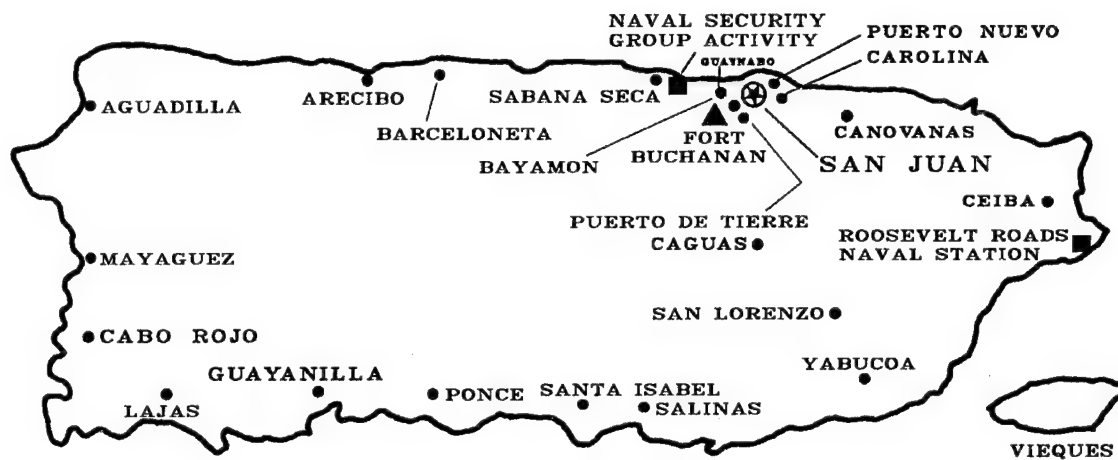 NAVAL SECURITY
GROUP ACTIVITY
PUERTO NUEVO
CAROLINA
GUAYNABO
AGUADILLA
ARECIBO
BARCELONETA
SABANA SECA
BAYAMON
FORT
BUCHANAN
CANOVANAS
SAN JUAN
CEIBA
PUERTO DE TIERRE
CAGUAS
ROOSEVELT ROADS
NAVAL STATION
MAYAGUEZ
SAN LORENZO
CABO ROJO
YABUCOA
GUAYANILLA
LAJAS
PONCE
SANTA ISABEL
SALINAS
VIEQUES